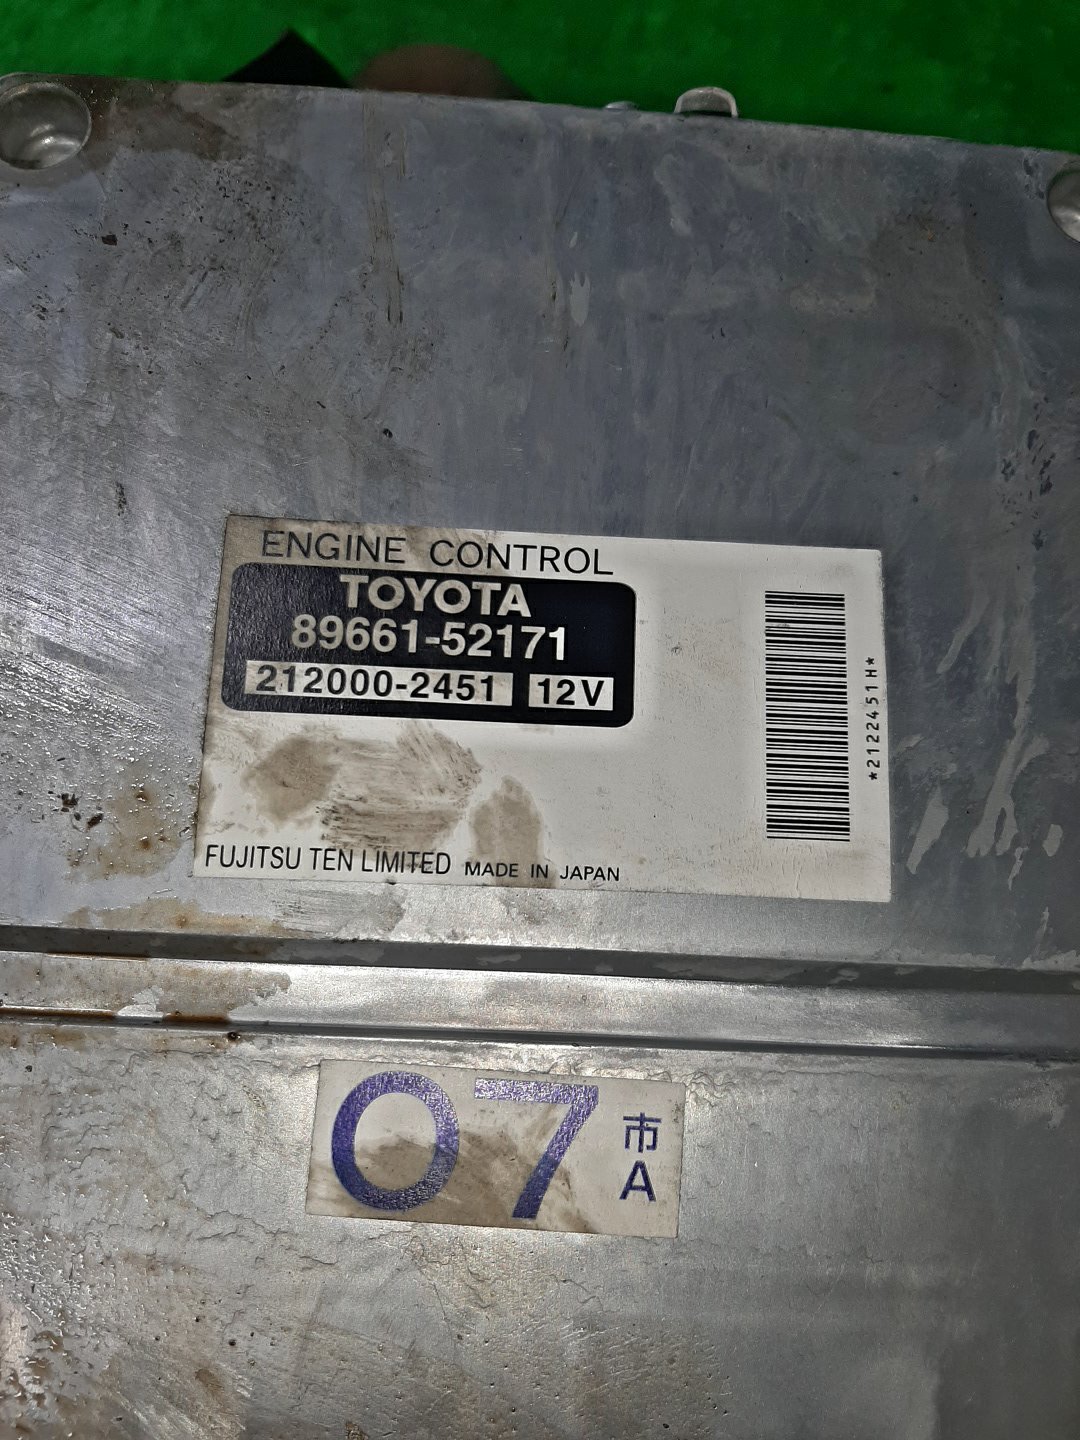 ENGINE CONTROL
TOYOTA
89661-52171
212000-2451 12V
*2122451H*
FUJITSU TEN LIMITED MADE IN JAPAN
07 市
A